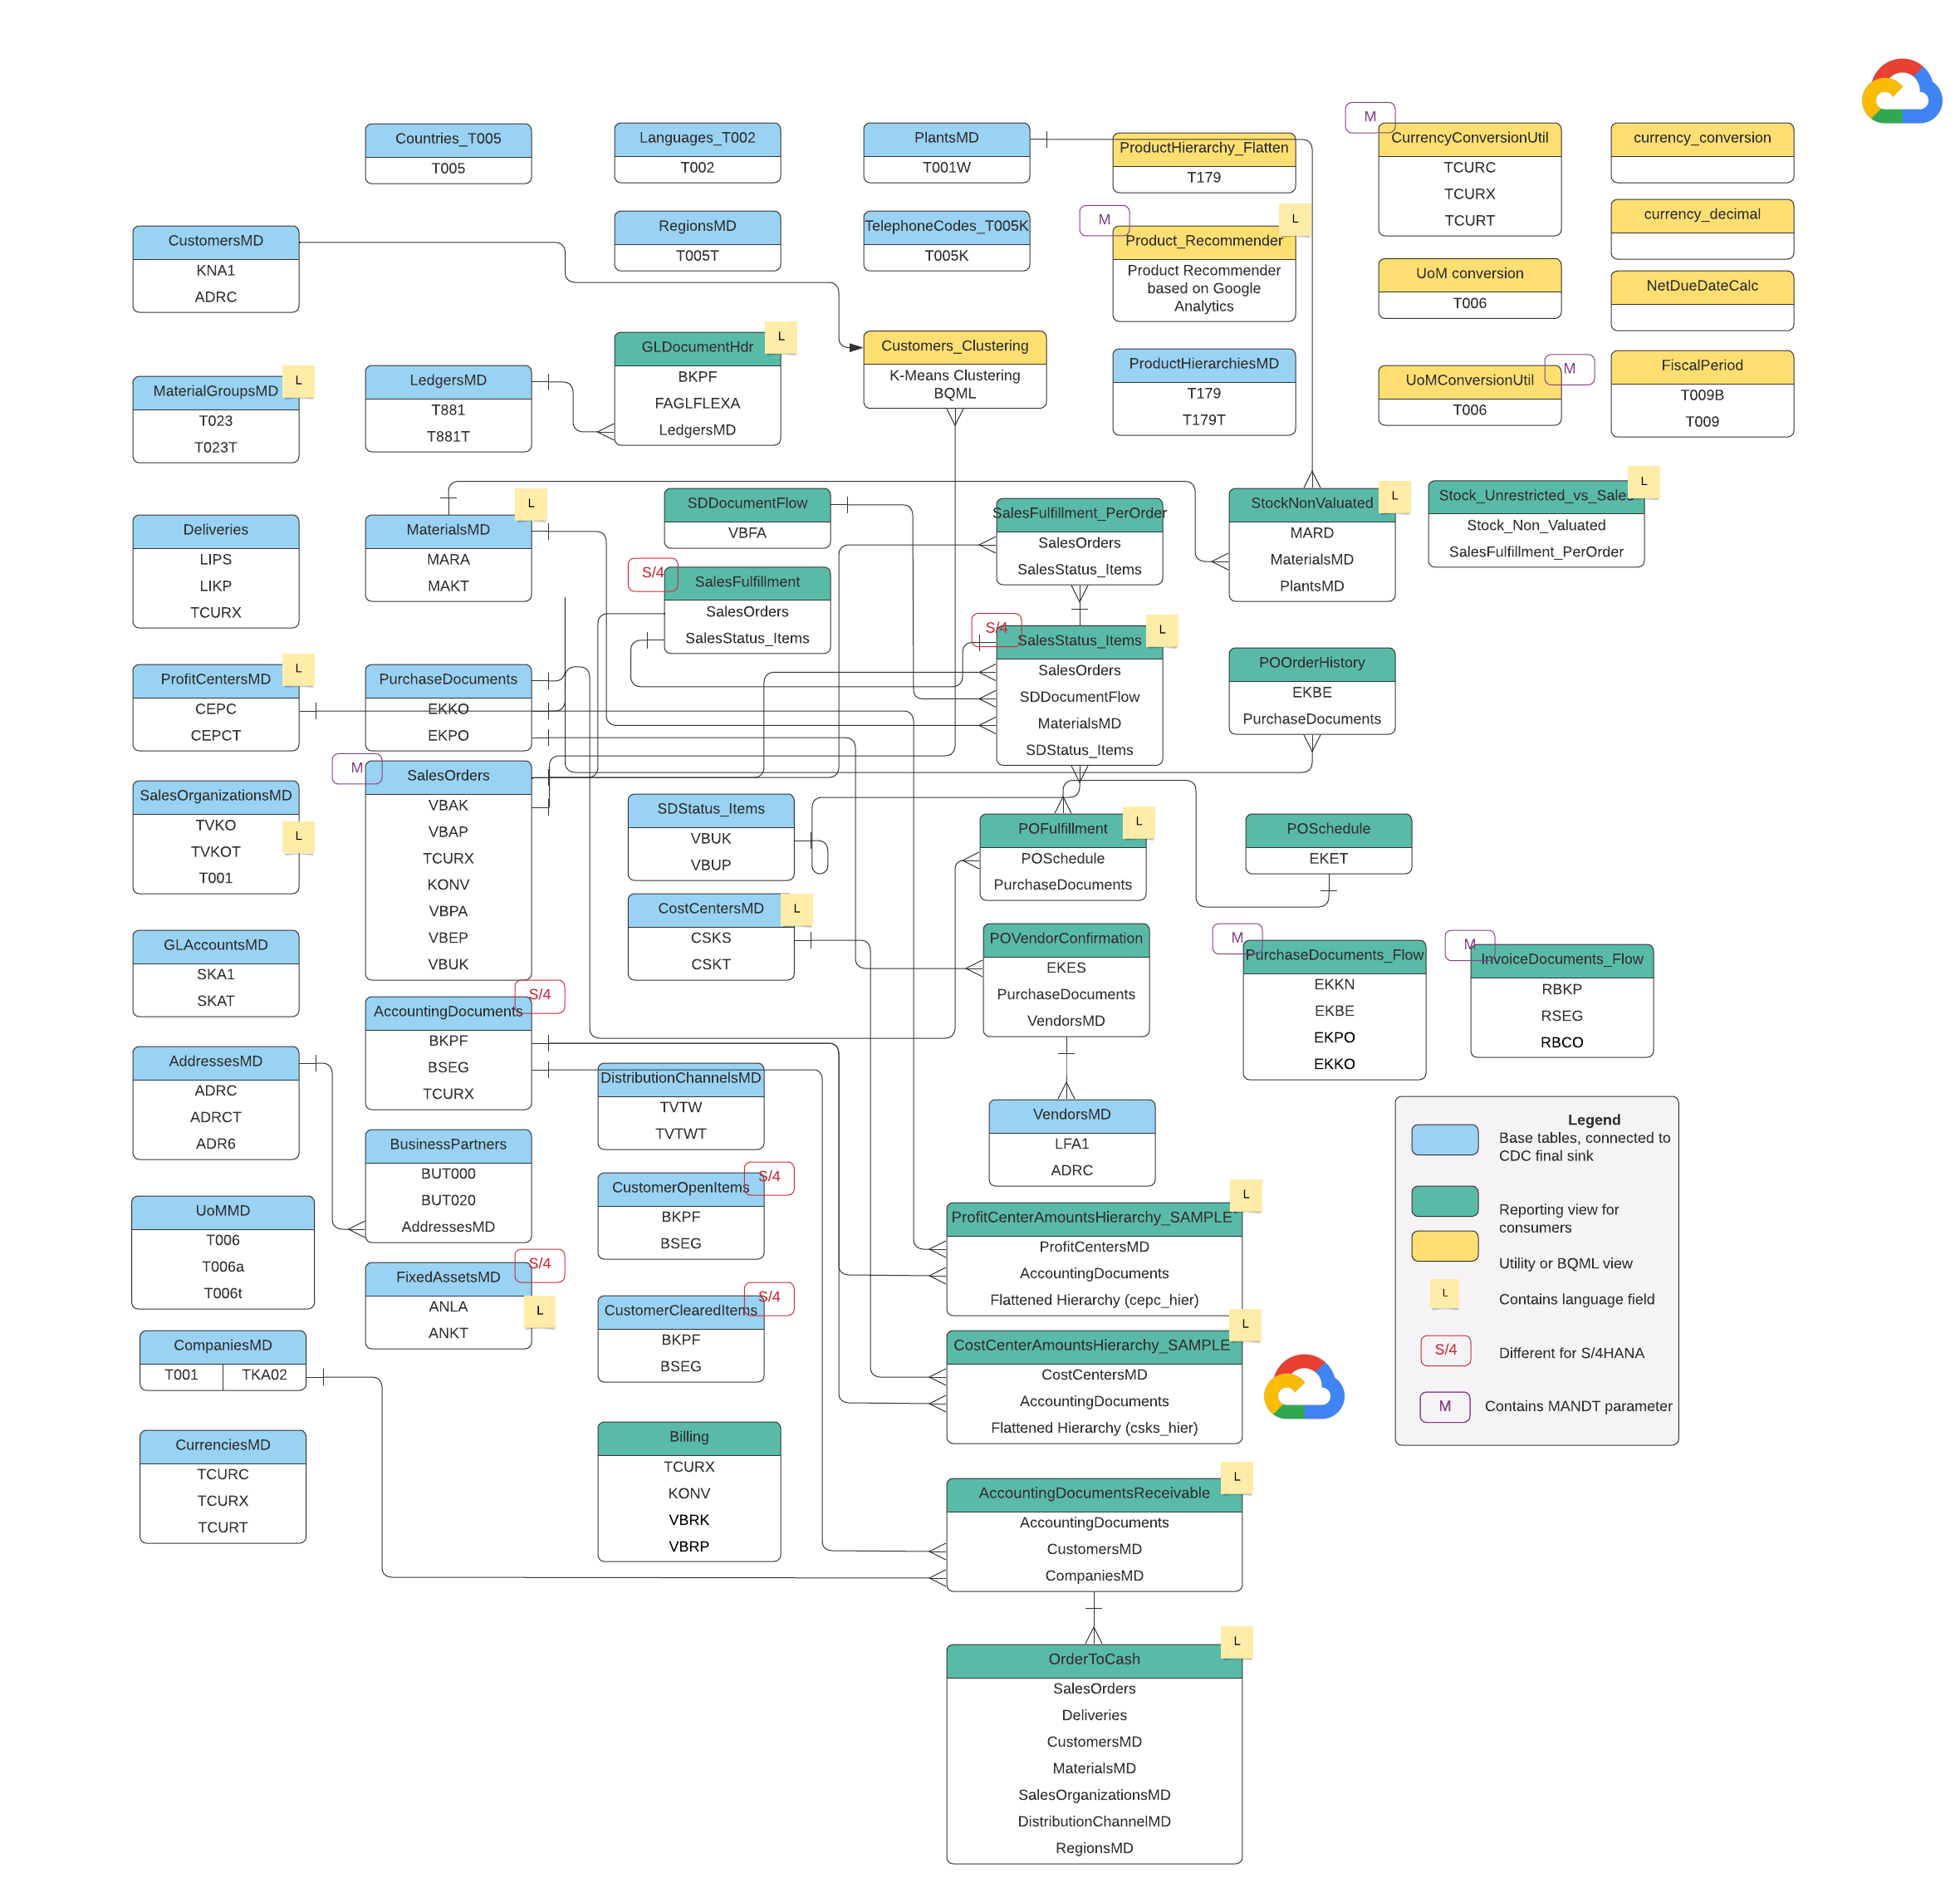 Countries_T005
T005
Languages_T002
T002
PlantsMD
T001W
ProductHierarchy_Flatten
T179
M
CurrencyConversionUtil
TCURC
TCURX
TCURT
currency_conversion
currency_decimal
CustomersMD
KNA1
ADRC
RegionsMD
T005T
TelephoneCodes_T005K
T005K
M
L
Product_Recommender
Product Recommender
based on Google
Analytics
UoM conversion
T006
NetDueDateCalc
MaterialGroupsMD
L
T023
T023T
LedgersMD
T881
T881T
GLDocumentHdr
L
BKPF
FAGLFLEXA
LedgersMD
Customers_Clustering
K-Means Clustering
BQML
ProductHierarchiesMD
T179
T179T
UoMConversionUtil
M
T006
FiscalPeriod
T009B
T009
Deliveries
LIPS
LIKP
TCURX
MaterialsMD
L
MARA
MAKT
SDDocumentFlow
VBFA
S/4
SalesFulfillment
SalesOrders
SalesStatus_Items
SalesFulfillment_PerOrder
SalesOrders
SalesStatus_Items
StockNonValuated
L
MARD
MaterialsMD
PlantsMD
Stock_Unrestricted_vs_Sales
L
Stock_Non_Valuated
SalesFulfillment_PerOrder
ProfitCentersMD
L
CEPC
CEPCT
PurchaseDocuments
EKKO
EKPO
S/4
SalesStatus_Items
L
SalesOrders
SDDocumentFlow
MaterialsMD
SDStatus_Items
POOrderHistory
EKBE
PurchaseDocuments
SalesOrganizationsMD
L
TVKO
TVKOT
T001
M
SalesOrders
VBAK
VBAP
TCURX
KONV
VBPA
VBEP
VBUK
SDStatus_Items
VBUK
VBUP
POFulfillment
L
POSchedule
PurchaseDocuments
POSchedule
EKET
GLAccountsMD
SKA1
SKAT
CostCentersMD
L
CSKS
CSKT
POVendorConfirmation
EKES
PurchaseDocuments
VendorsMD
M
PurchaseDocuments_Flow
EKKN
EKBE
EKPO
EKKO
M
InvoiceDocuments_Flow
RBKP
RSEG
RBCO
AddressesMD
ADRC
ADRCT
ADR6
S/4
AccountingDocuments
BKPF
BSEG
TCURX
DistributionChannelsMD
TVTW
TVTWT
VendorsMD
LFA1
ADRC
Legend
Base tables, connected to
CDC final sink
Reporting view for
consumers
Utility or BQML view
L
Contains language field
S/4
Different for S/4HANA
M
Contains MANDT parameter
BusinessPartners
BUT000
BUT020
AddressesMD
UoMMD
T006
T006a
T006t
S/4
CustomerOpenItems
BKPF
BSEG
L
ProfitCenterAmountsHierarchy_SAMPLE
ProfitCentersMD
AccountingDocuments
Flattened Hierarchy (cepc_hier)
S/4
FixedAssetsMD
L
ANLA
ANKT
S/4
CustomerClearedItems
BKPF
BSEG
L
CostCenterAmountsHierarchy_SAMPLE
CostCentersMD
AccountingDocuments
Flattened Hierarchy (csks_hier)
CompaniesMD
T001
TKA02
CurrenciesMD
TCURC
TCURX
TCURT
Billing
TCURX
KONV
VBRK
VBRP
L
AccountingDocumentsReceivable
AccountingDocuments
CustomersMD
CompaniesMD
L
OrderToCash
SalesOrders
Deliveries
CustomersMD
MaterialsMD
SalesOrganizationsMD
DistributionChannelMD
RegionsMD